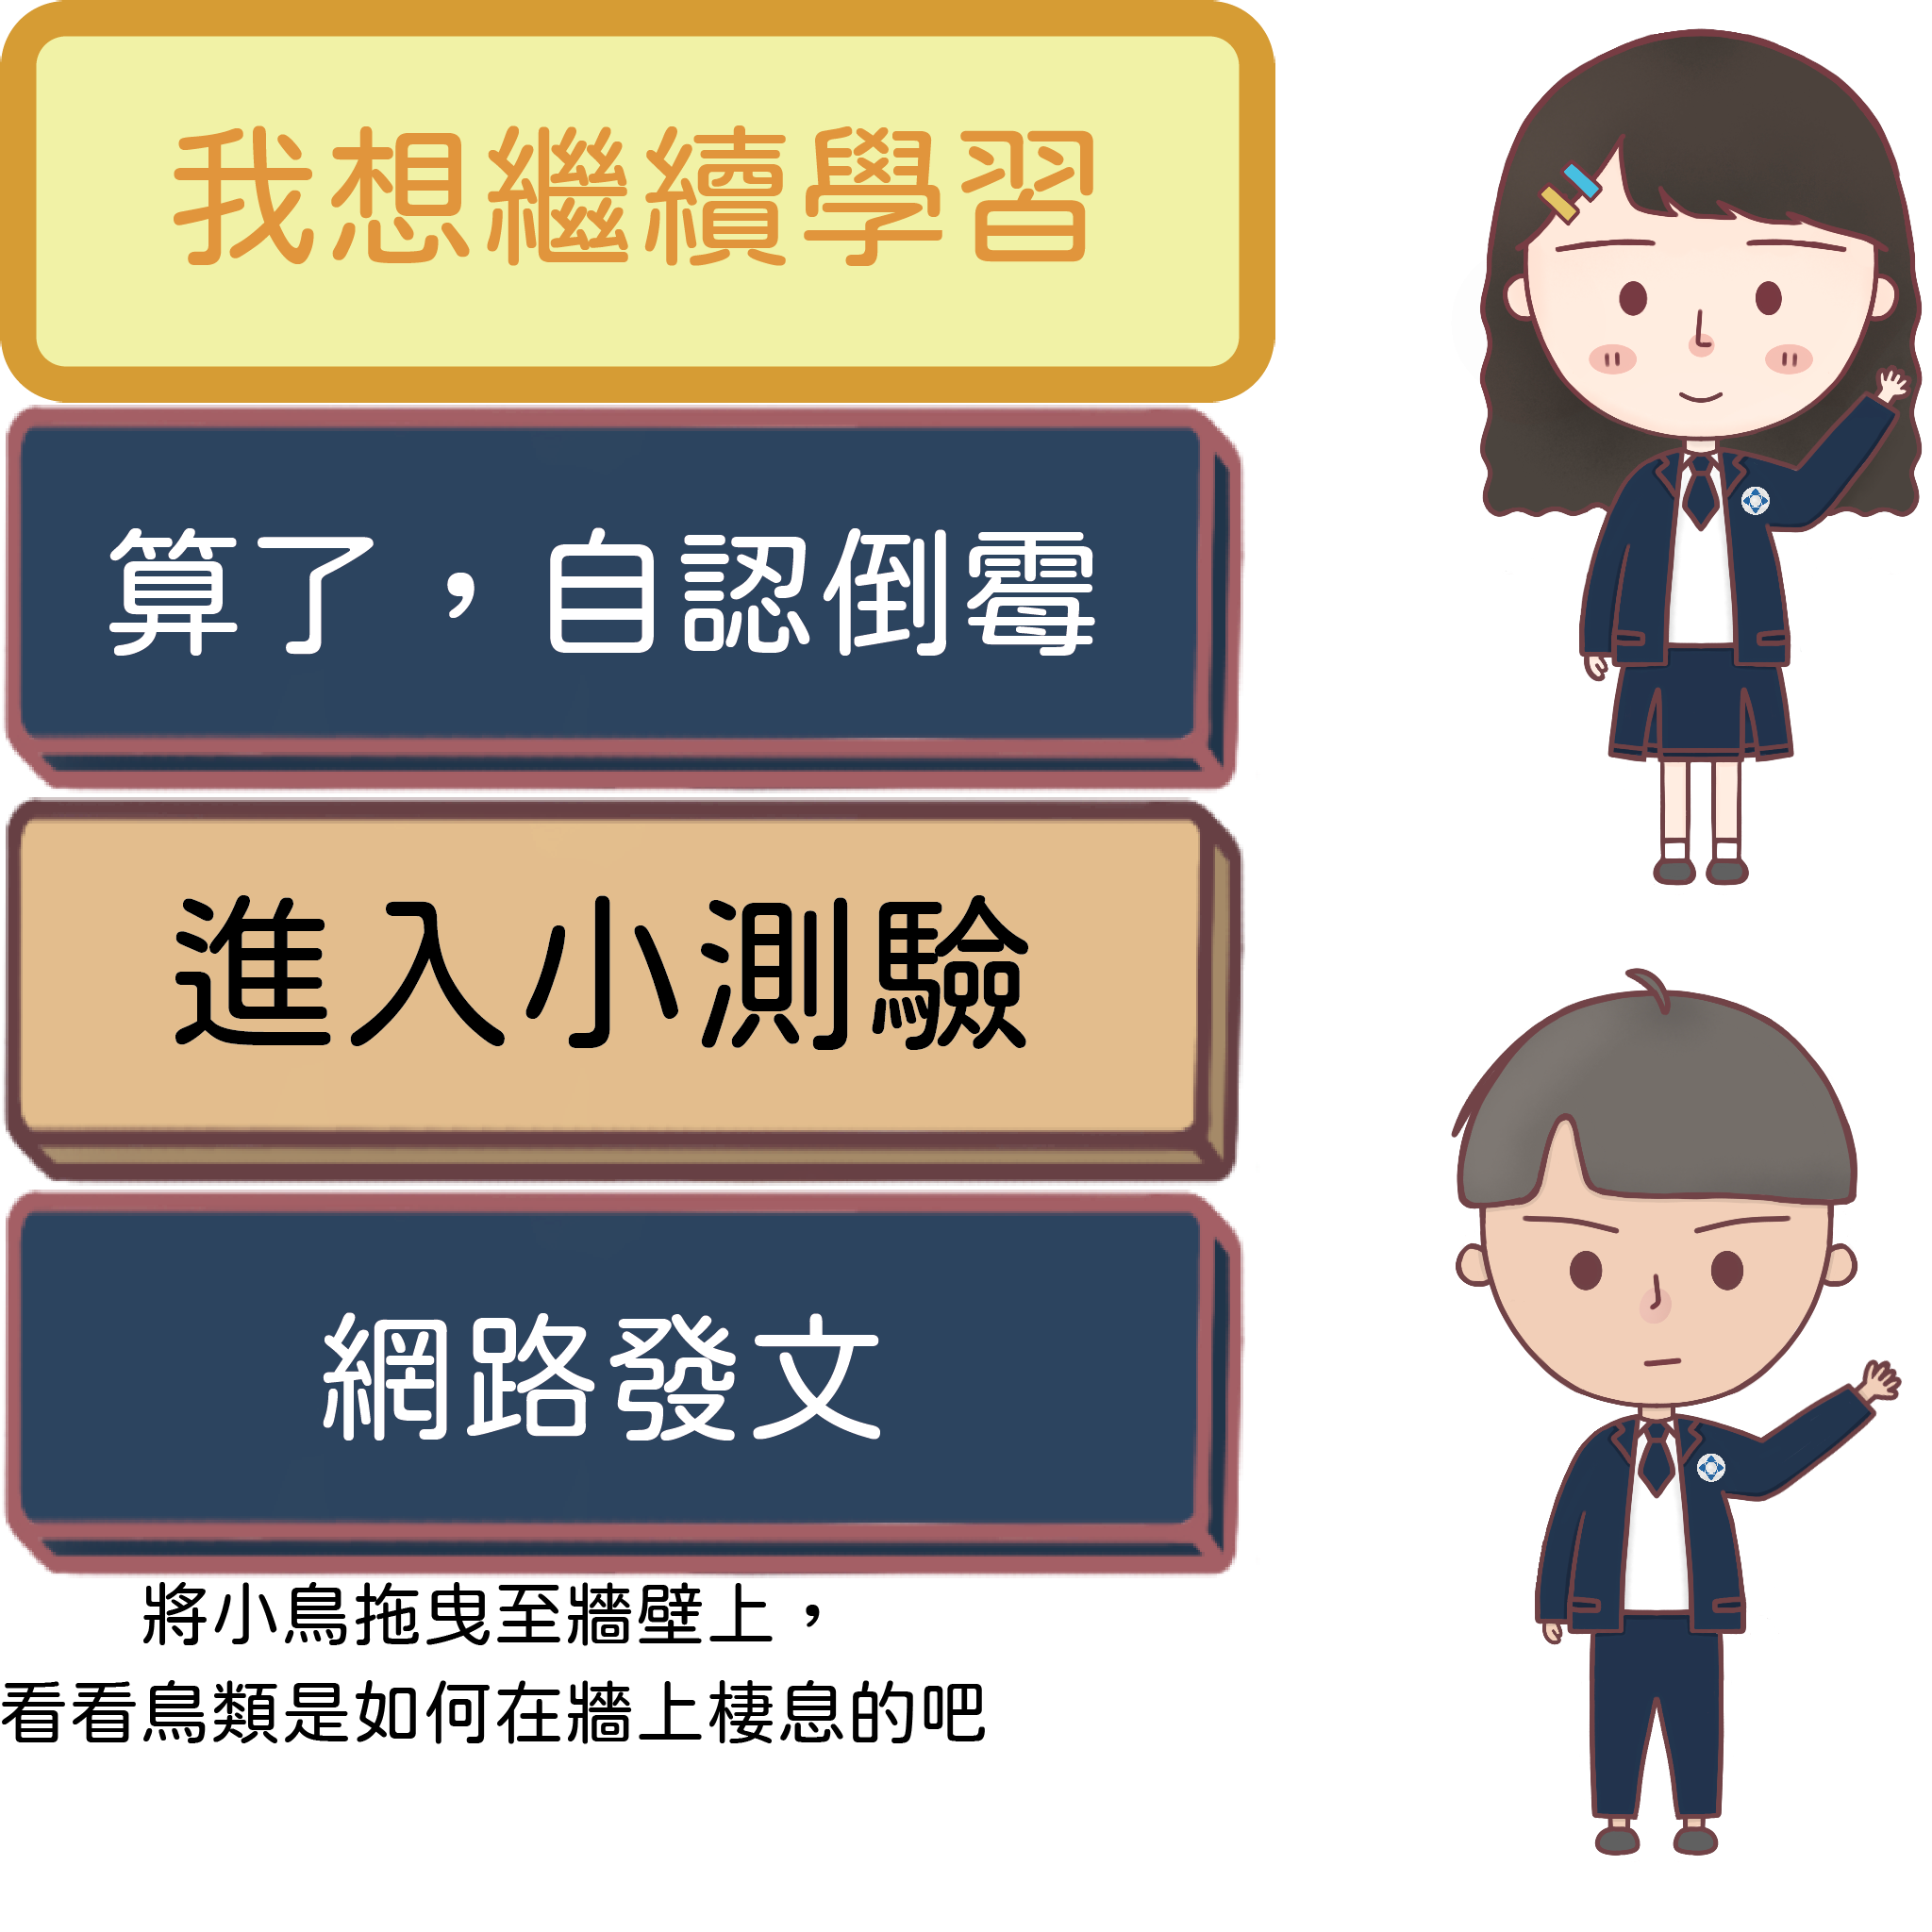 我想繼續學習
算了，自認倒霉
進入小測驗
網路發文
將小鳥拖曳至牆壁上，
看看鳥類是如何在牆上棲息的吧